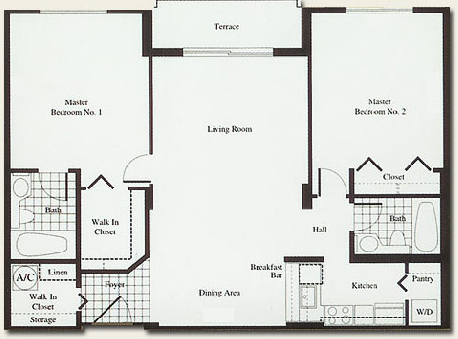 Terrace
Master
Bedroom No. 1
Living Room
Master
Bedroom No. 2
Closet
Bath
Walk In
Closet
Bath
Hall
A/C
Linen
Foyer
Walk In
Closet
Storage
Dining Area
Breakfast
Bar
Kitchen
Pantry
W/D